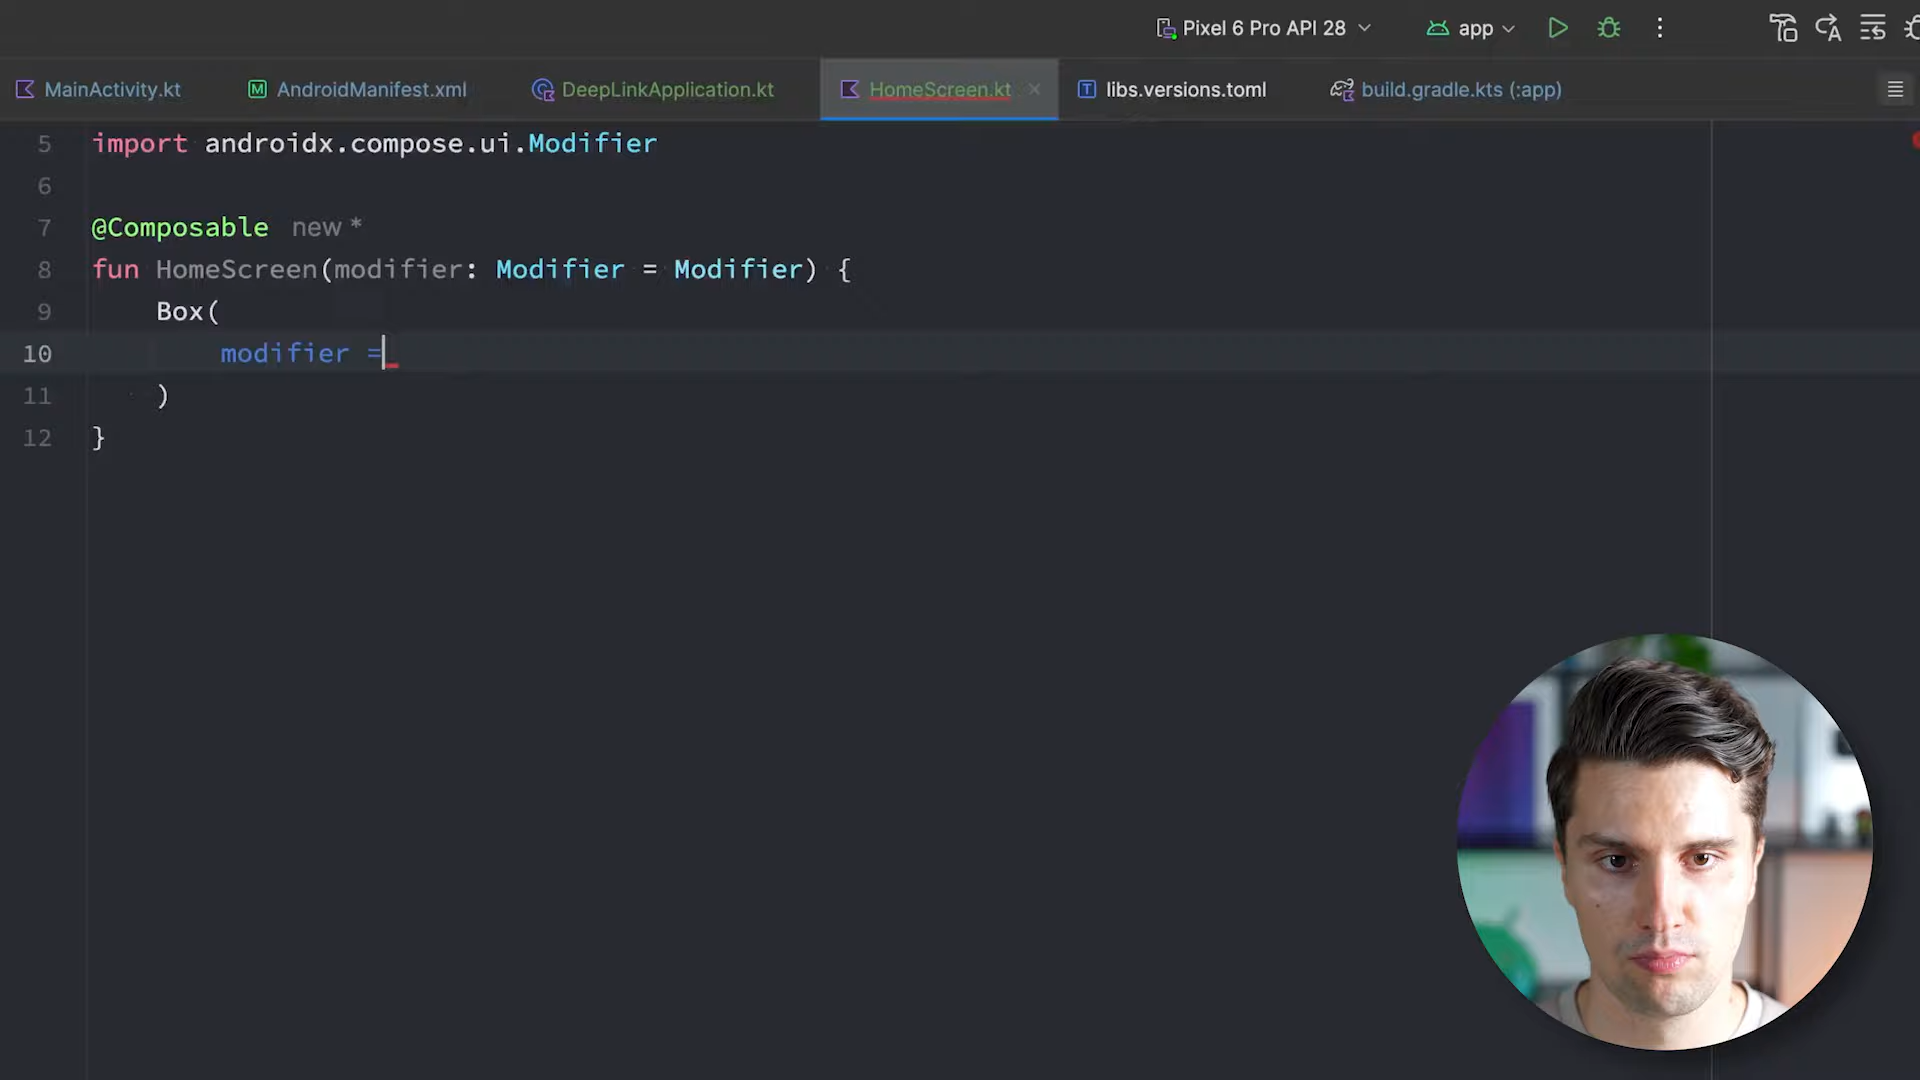 Pixel 6 Pro API 28
app
MainActivity.kt
AndroidManifest.xml
DeepLinkApplication.kt
HomeScreen.kt
libs.versions.toml
build.gradle.kts (:app)
5 import androidx.compose.ui.Modifier
6
7 @Composable new *
8 fun HomeScreen(modifier: Modifier = Modifier) {
9 Box(
10 modifier =
11 )
12 }